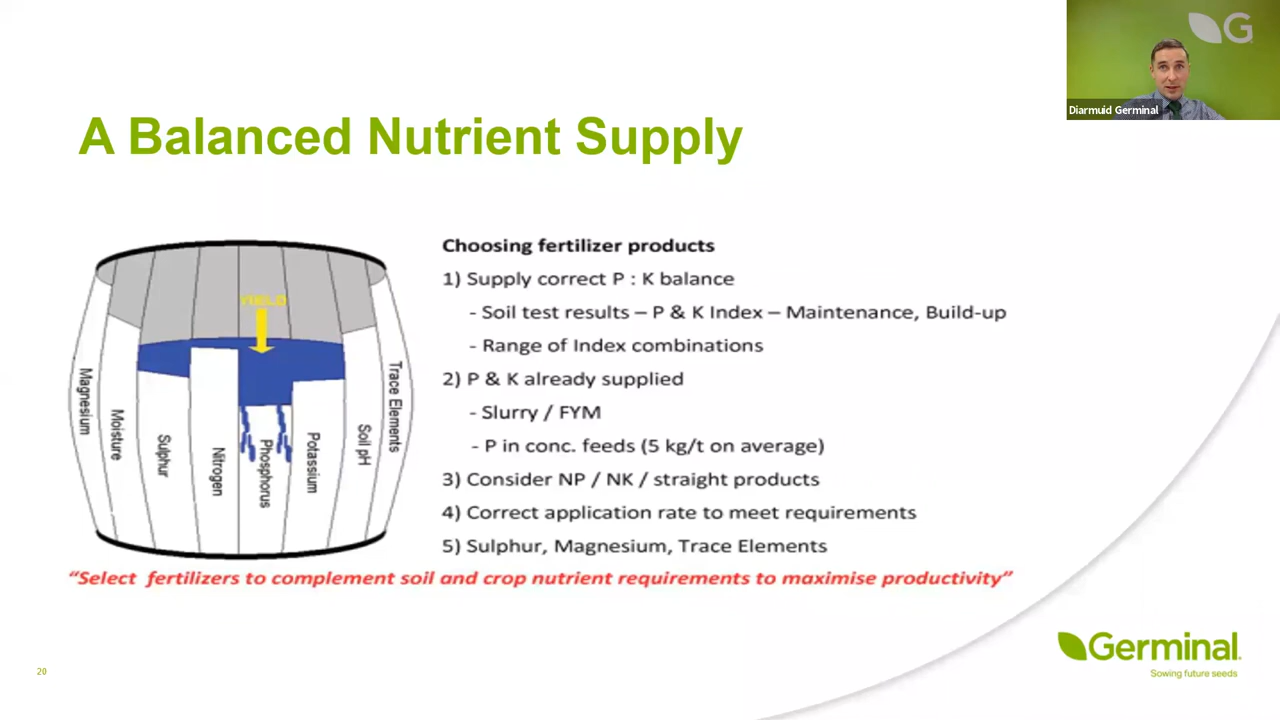 G
Diarmuid Germinal
A Balanced Nutrient Supply
YIELD
Magnesium
Moisture
Sulphur
Nitrogen
Phosphorus
Potassium
Soil pH
Trace Elements
Choosing fertilizer products
1) Supply correct P : K balance
- Soil test results – P & K Index – Maintenance, Build-up
- Range of Index combinations
2) P & K already supplied
- Slurry / FYM
- P in conc. feeds (5 kg/t on average)
3) Consider NP / NK / straight products
4) Correct application rate to meet requirements
5) Sulphur, Magnesium, Trace Elements
“Select fertilizers to complement soil and crop nutrient requirements to maximise productivity”
20
Germinal
Sowing future seeds